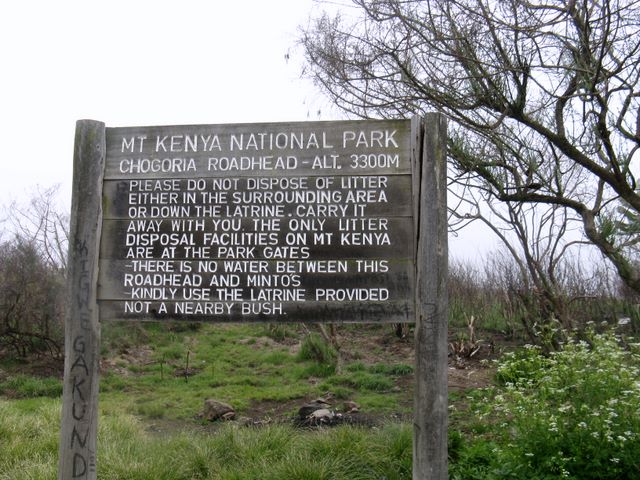 MT KENYA NATIONAL PARK
CHOGORIA ROADHEAD - ALT. 3300M
PLEASE DO NOT DISPOSE OF LITTER
EITHER IN THE SURROUNDING AREA
OR DOWN THE LATRINE. CARRY IT
AWAY WITH YOU. THE ONLY LITTER
DISPOSAL FACILITIES ON MT KENYA
ARE AT THE PARK GATES
-THERE IS NO WATER BETWEEN THIS
ROADHEAD AND MINTO'S
-KINDLY USE THE LATRINE PROVIDED
NOT A NEARBY BUSH.